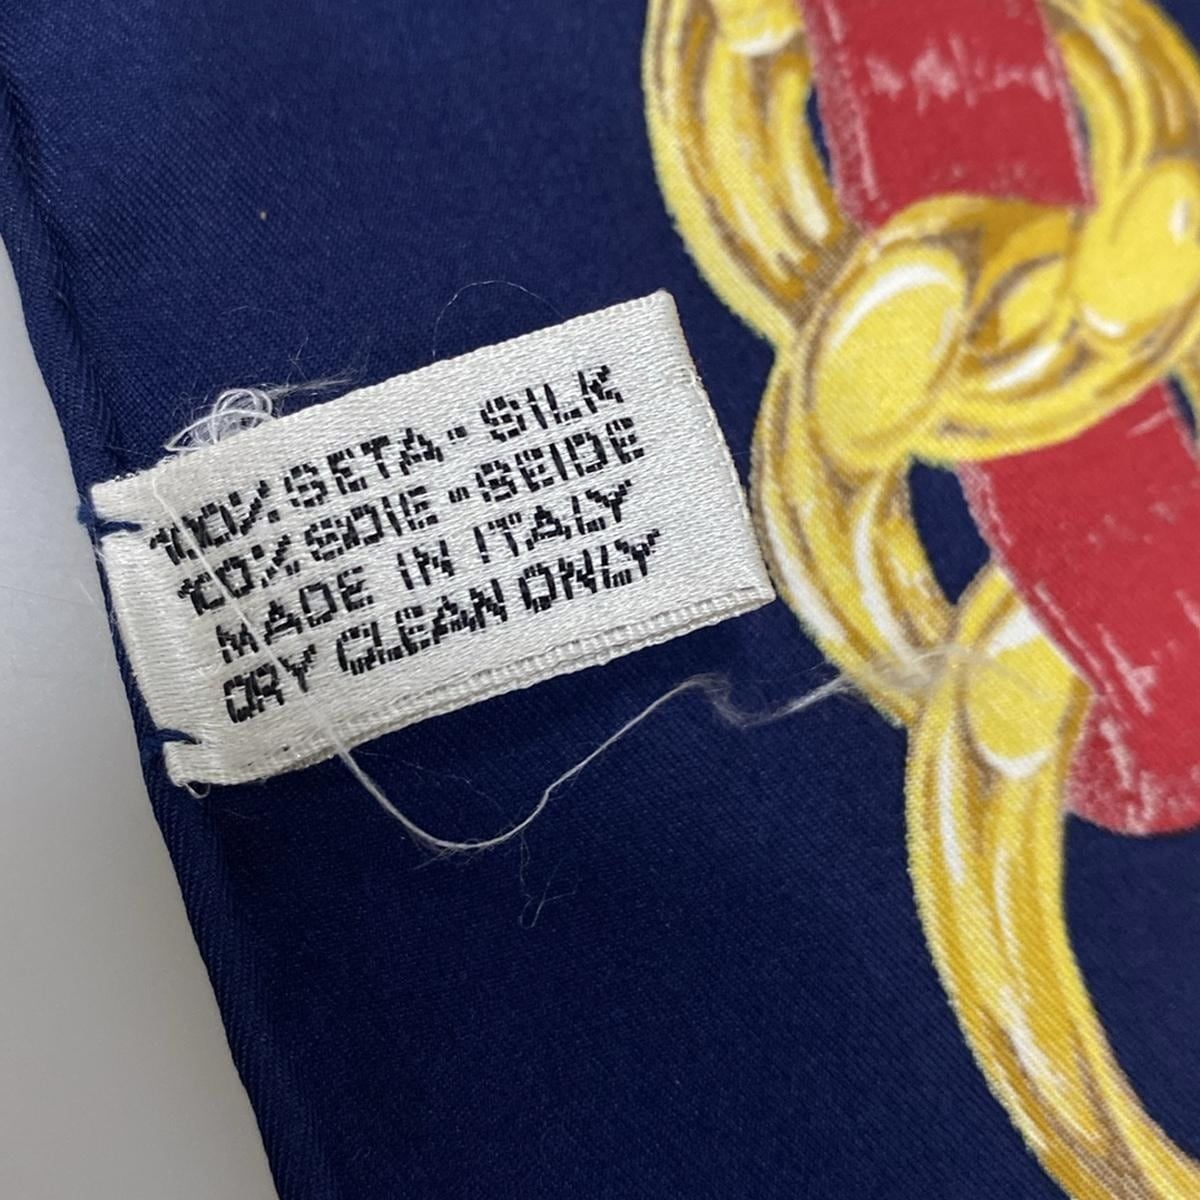 100% SETA - SILK
100% SOIE - SEIDE
MADE IN ITALY
DRY CLEAN ONLY